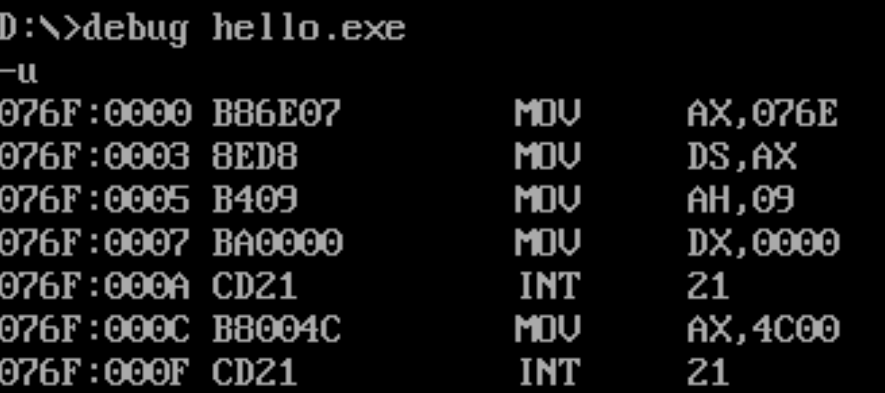 D:\>debug hello.exe
-u
076F:0000 B86E07 MOV AX,076E
076F:0003 8ED8 MOV DS,AX
076F:0005 B409 MOV AH,09
076F:0007 BA0000 MOV DX,0000
076F:000A CD21 INT 21
076F:000C B8004C MOV AX,4C00
076F:000F CD21 INT 21